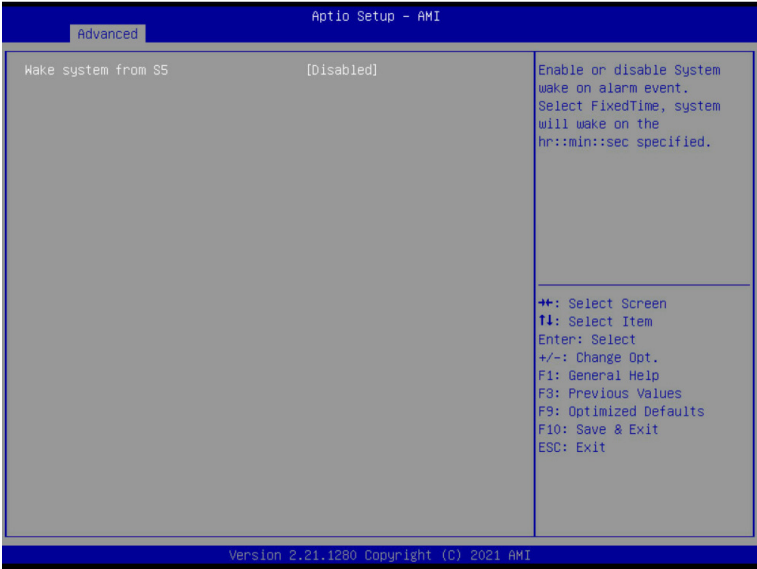 Aptio Setup – AMI
Advanced
Wake system from S5 [Disabled]
Enable or disable System
wake on alarm event.
Select FixedTime, system
will wake on the
hr::min::sec specified.
→←: Select Screen
↑↓: Select Item
Enter: Select
+/-: Change Opt.
F1: General Help
F3: Previous Values
F9: Optimized Defaults
F10: Save & Exit
ESC: Exit
Version 2.21.1280 Copyright (C) 2021 AMI